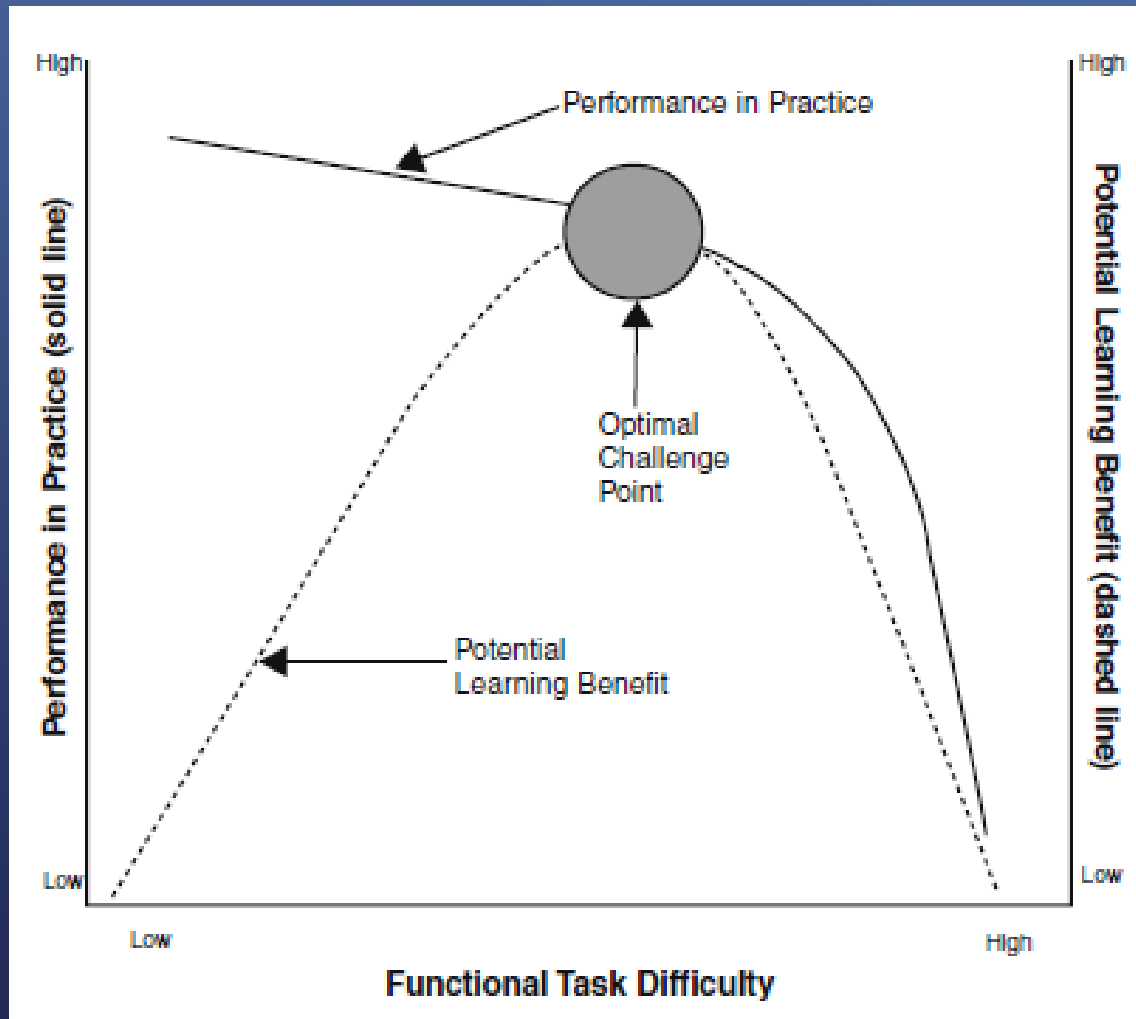 High
High
Performance in Practice
Performance in Practice (solid line)
Potential Learning Benefit (dashed line)
Optimal
Challenge
Point
Potential
Learning Benefit
Low
Low
Low
High
Functional Task Difficulty